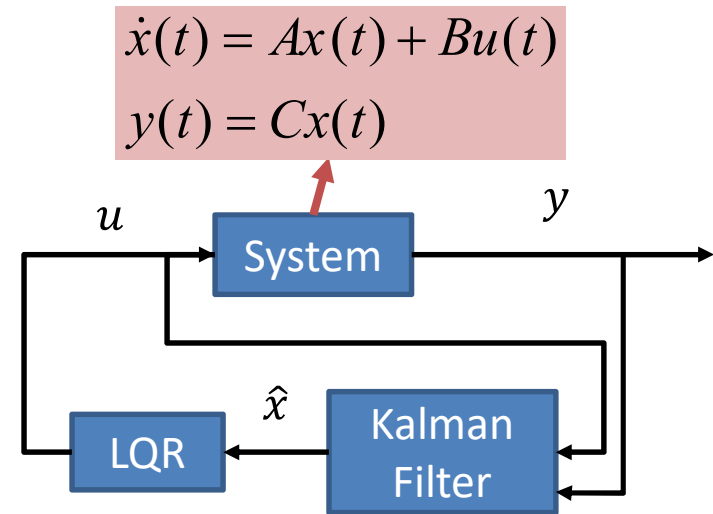 ẋ(t) = Ax(t) + Bu(t)
y(t) = Cx(t)
u
y
System
x̂
LQR
Kalman
Filter